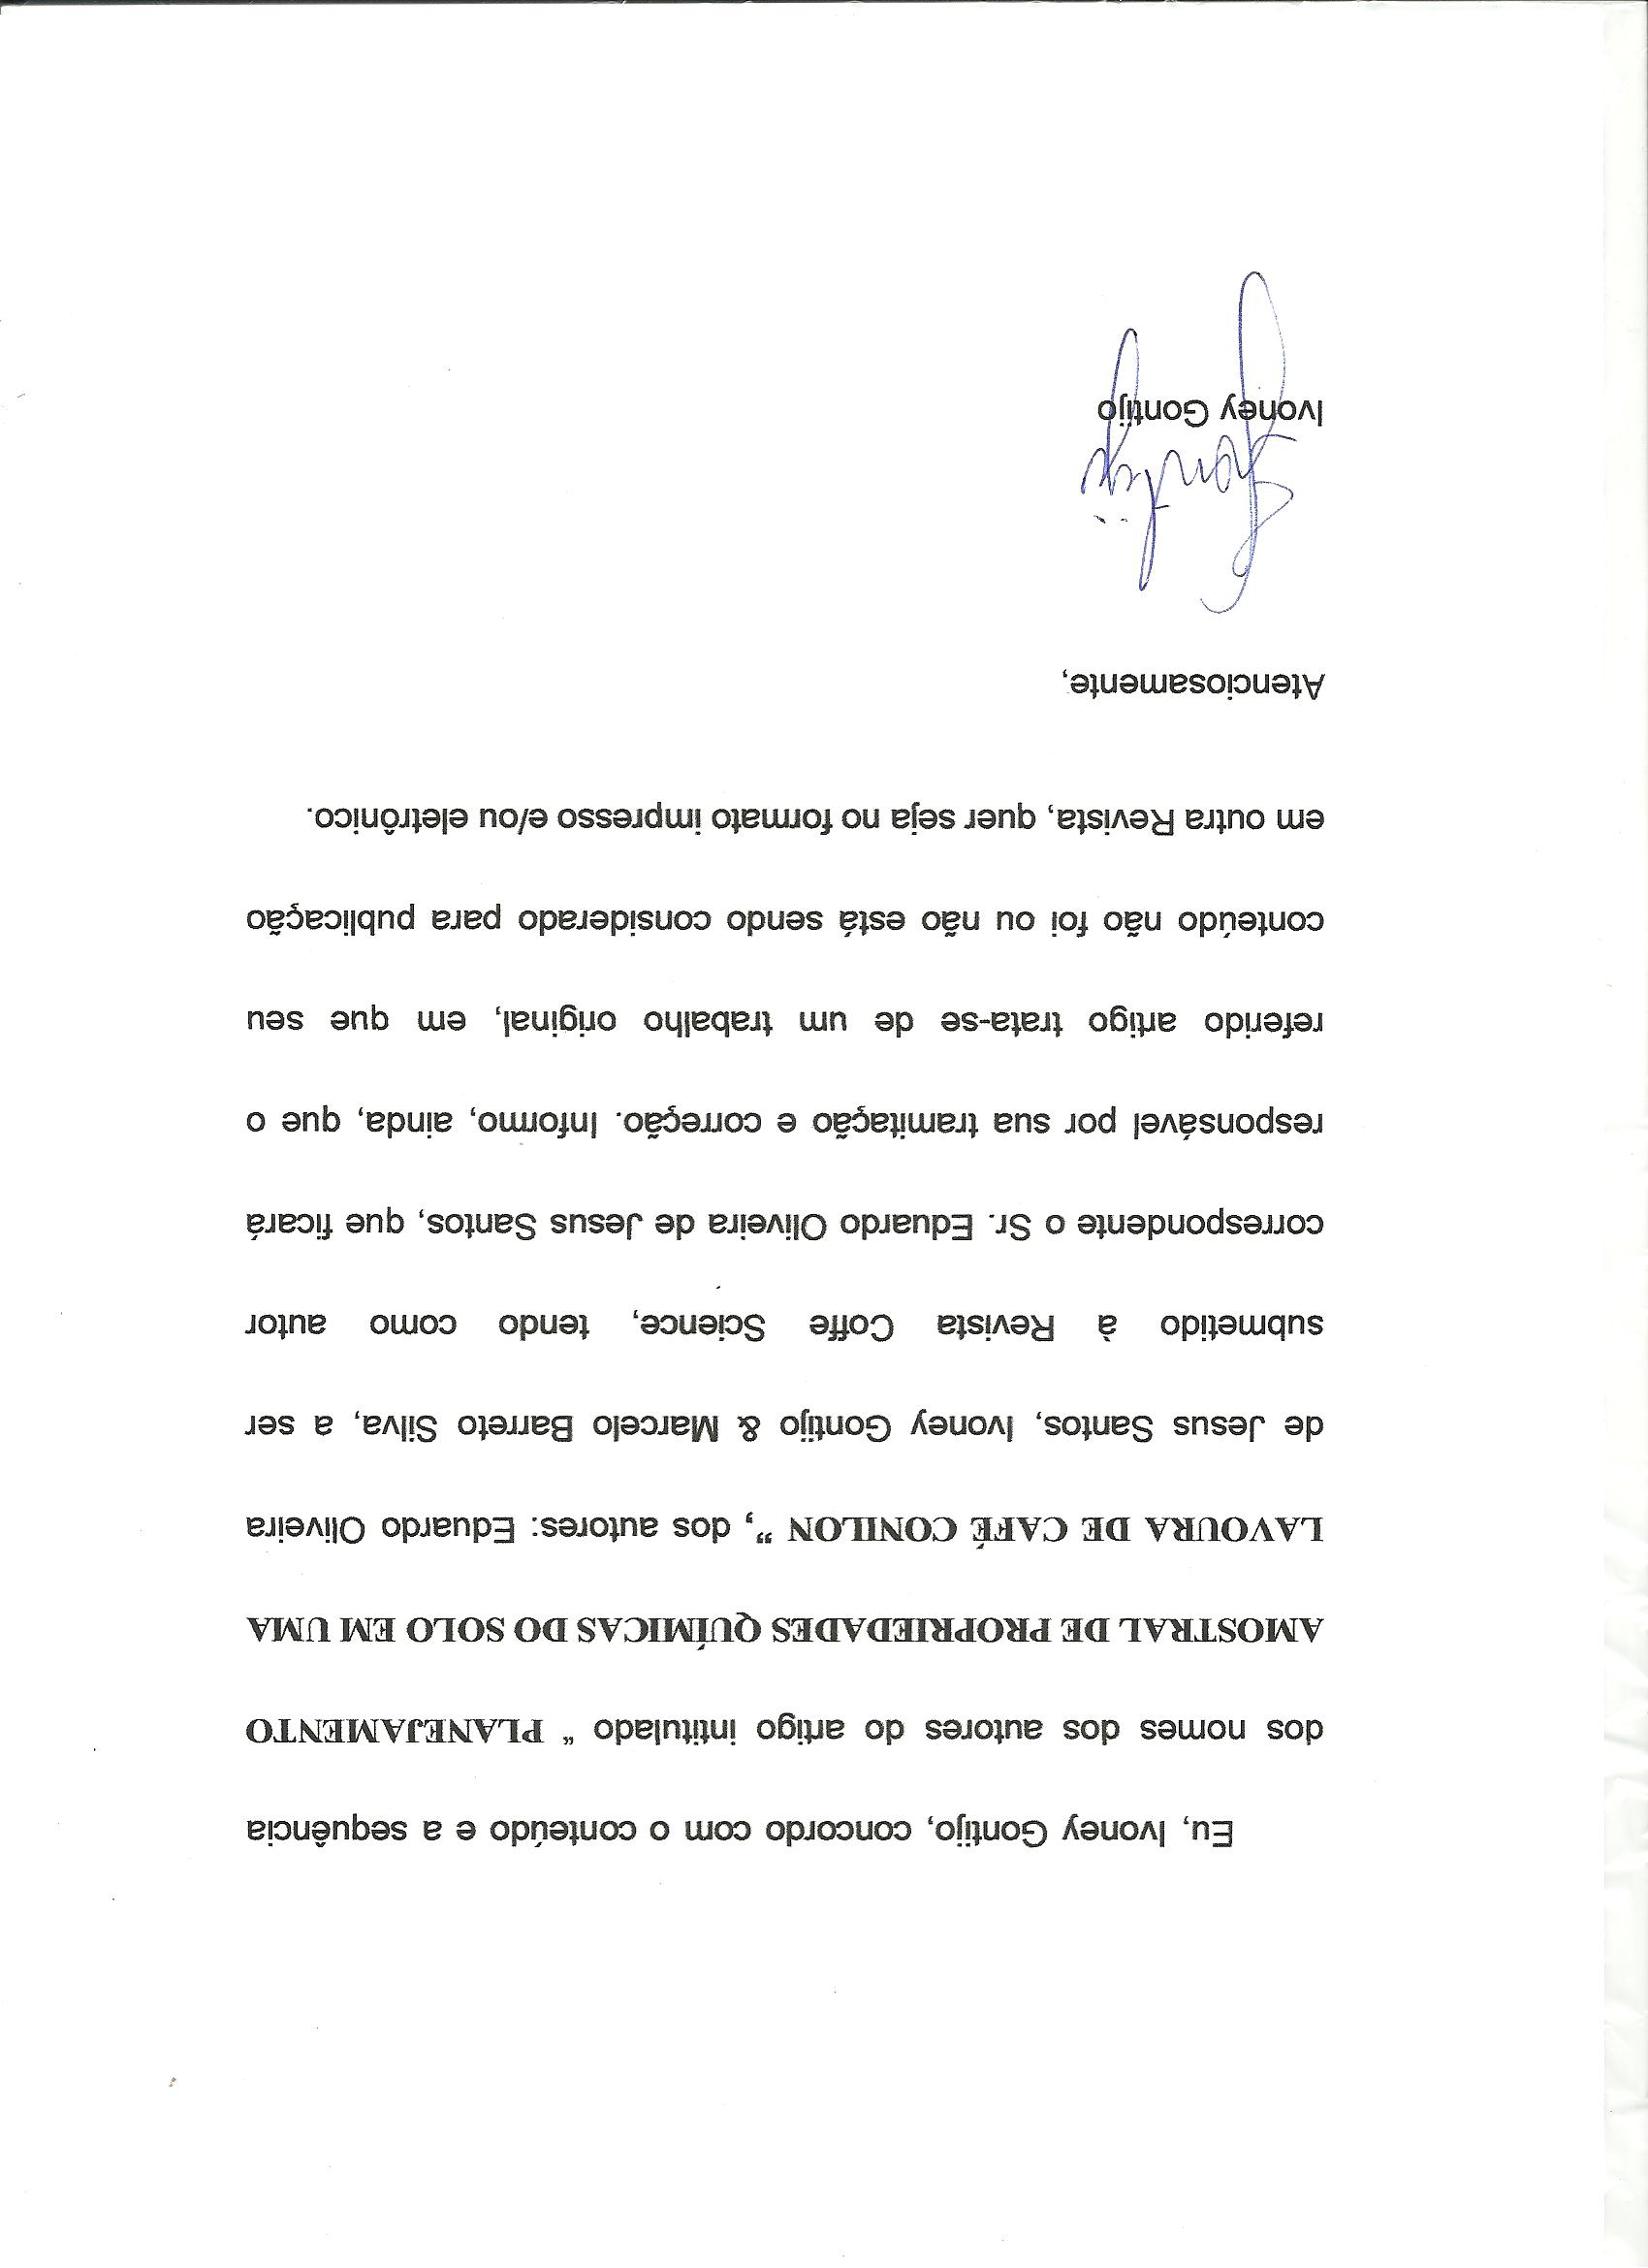 Eu, Ivoney Gontijo, concordo com o conteúdo e a sequência
dos nomes dos autores do artigo intitulado “ PLANEJAMENTO
AMOSTRAL DE PROPRIEDADES QUÍMICAS DO SOLO EM UMA
LAVOURA DE CAFÉ CONILON ”, dos autores: Eduardo Oliveira
de Jesus Santos, Ivoney Gontijo & Marcelo Barreto Silva, a ser
submetido à Revista Coffe Science, tendo como autor
correspondente o Sr. Eduardo Oliveira de Jesus Santos, que ficará
responsável por sua tramitação e correção. Informo, ainda, que o
referido artigo trata-se de um trabalho original, em que seu
conteúdo não foi ou não está sendo considerado para publicação
em outra Revista, quer seja no formato impresso e/ou eletrônico.
Atenciosamente,
Gontijo
Ivoney Gontijo